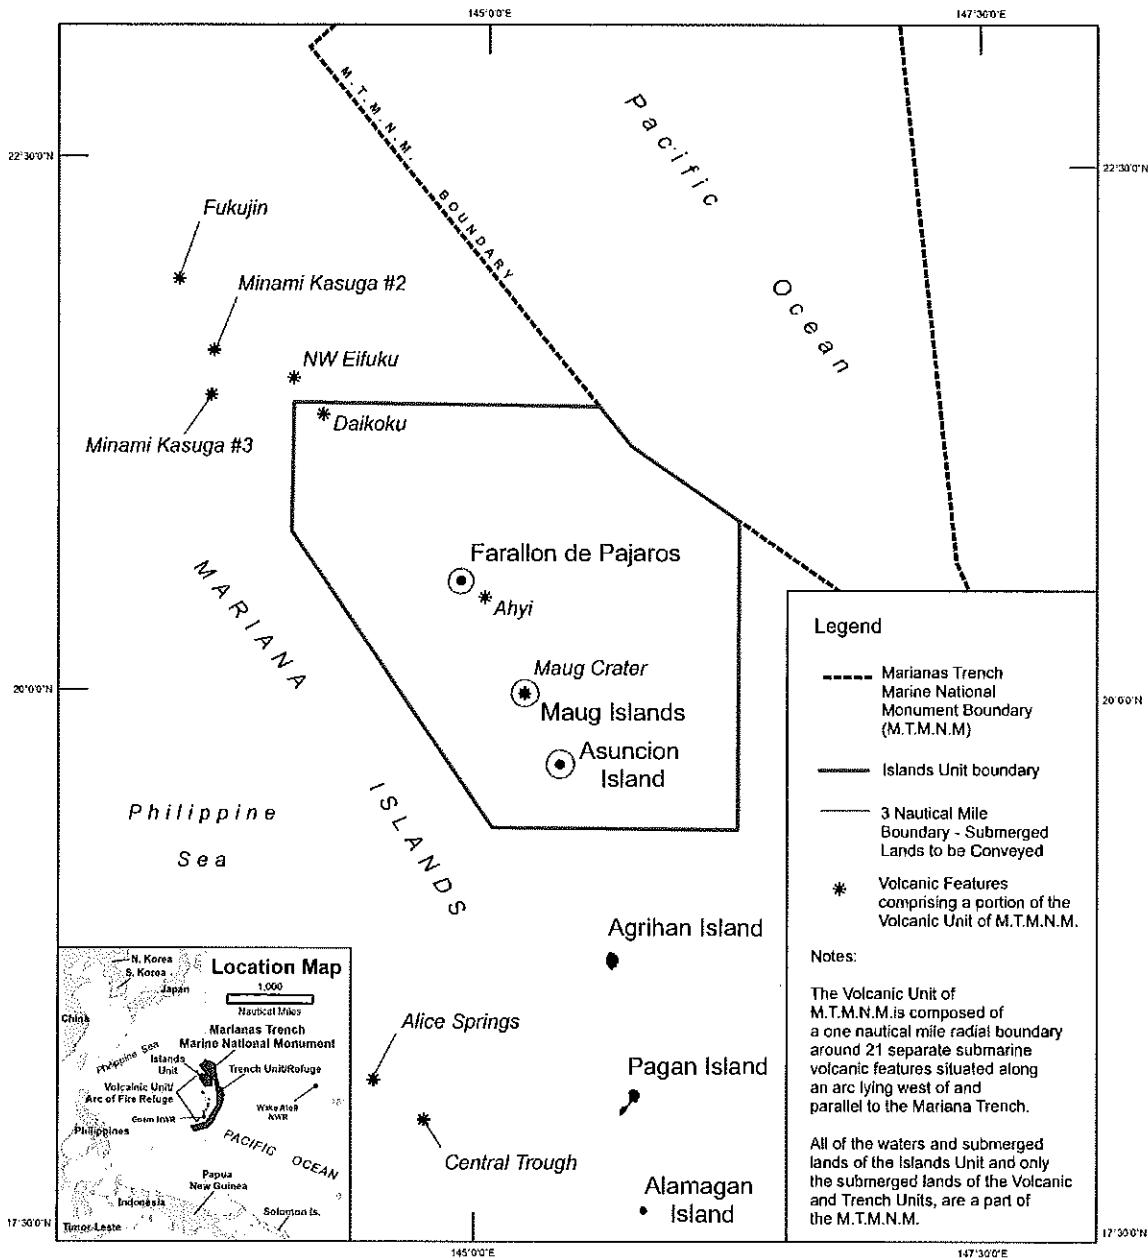 145°0'0"E
147°30'0"E
M.T.M.N.M. BOUNDARY
Pacific
Ocean
22°30'0"N
22°30'0"N
Fukujin
Minami Kasuga #2
NW Eifuku
Daikoku
Minami Kasuga #3
Farallon de Pajaros
Ahyi
MARIANA
ISLANDS
Maug Crater
Maug Islands
Asuncion
Island
20°0'0"N
20°0'0"N
Philippine
Sea
Agrihan Island
Alice Springs
Pagan Island
Central Trough
Alamagan
Island
Legend
Marianas Trench
Marine National
Monument Boundary
(M.T.M.N.M)
Islands Unit boundary
3 Nautical Mile
Boundary - Submerged
Lands to be Conveyed
Volcanic Features
comprising a portion of the
Volcanic Unit of M.T.M.N.M.
Notes:
The Volcanic Unit of
M.T.M.N.M.is composed of
a one nautical mile radial boundary
around 21 separate submarine
volcanic features situated along
an arc lying west of and
parallel to the Mariana Trench.
All of the waters and submerged
lands of the Islands Unit and only
the submerged lands of the Volcanic
and Trench Units, are a part of
the M.T.M.N.M.
Location Map
1,000
Nautical Miles
N. Korea
S. Korea
Japan
China
Philippine Sea
Marianas Trench
Marine National Monument
Islands
Unit
Trench Unit/Refuge
Volcainic Unit/
Arc of Fire Refuge
Guam NWR
Wake Atoll
NWR
Philippines
PACIFIC OCEAN
Papua
New Guinea
Indonesia
Solomon Is.
Timor-Leste
17°30'0"N
17°30'0"N
145°0'0"E
147°30'0"E